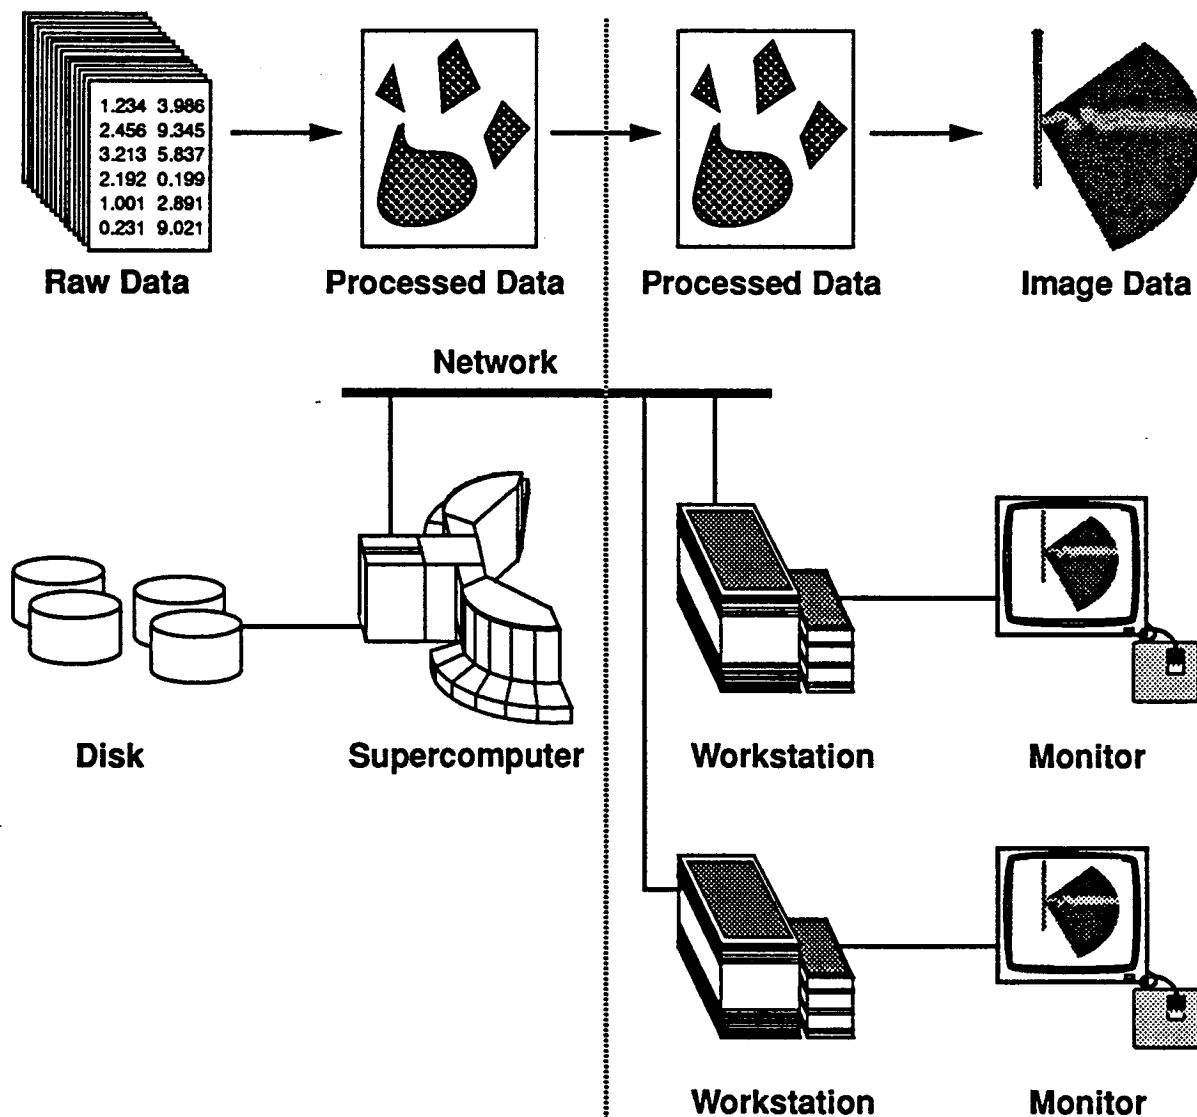 1.234 3.986
2.456 9.345
3.213 5.837
2.192 0.199
1.001 2.891
0.231 9.021
Raw Data
Processed Data
Processed Data
Image Data
Network
Disk
Supercomputer
Workstation
Monitor
Workstation
Monitor